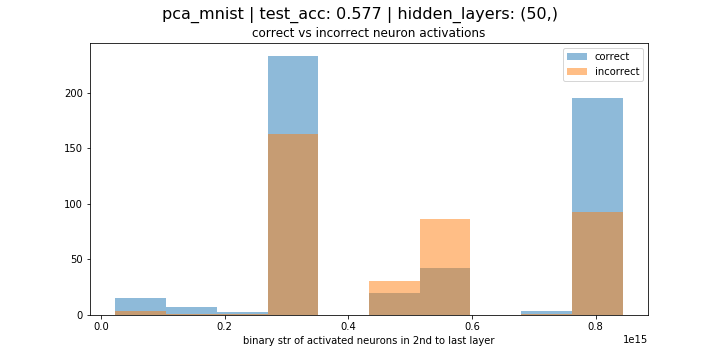 pca_mnist | test_acc: 0.577 | hidden_layers: (50,)
correct vs incorrect neuron activations
correct
incorrect
200
150
100
50
0
0.0 0.2 0.4 0.6 0.8
1e15
binary str of activated neurons in 2nd to last layer